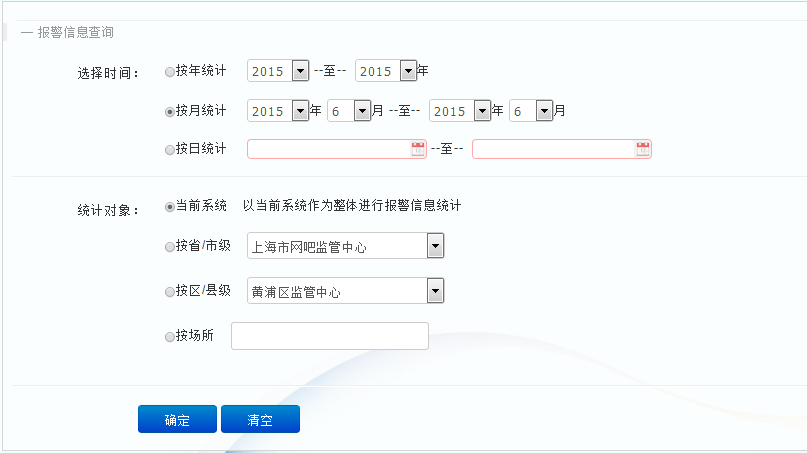 — 报警信息查询
选择时间： 按年统计 2015 --至-- 2015 年
按月统计 2015 年 6 月 --至-- 2015 年 6 月
按日统计 --至--
统计对象： 当前系统 以当前系统作为整体进行报警信息统计
按省/市级 上海市网吧监管中心
按区/县级 黄浦区监管中心
按场所
确定 清空